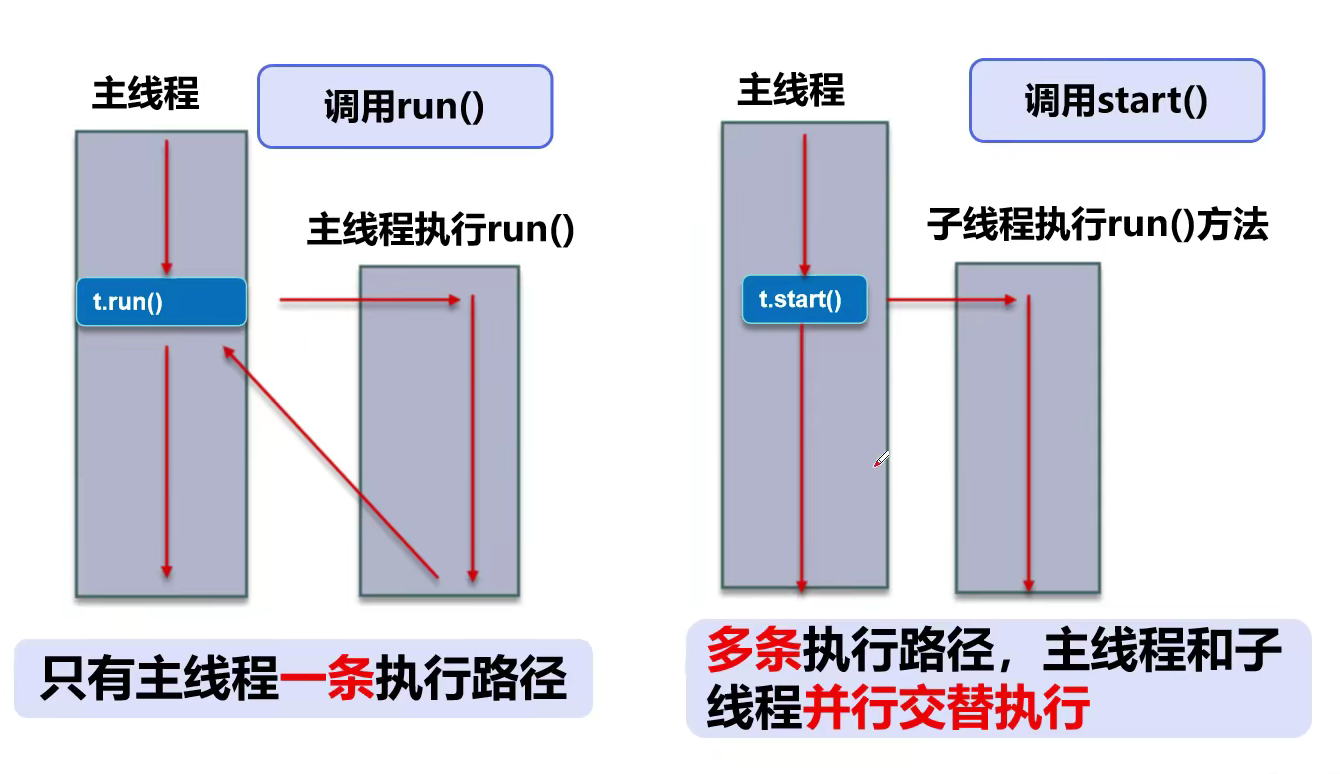 主线程
调用run()
主线程执行run()
t.run()
只有主线程一条执行路径
主线程
调用start()
子线程执行run()方法
t.start()
多条执行路径，主线程和子
线程并行交替执行